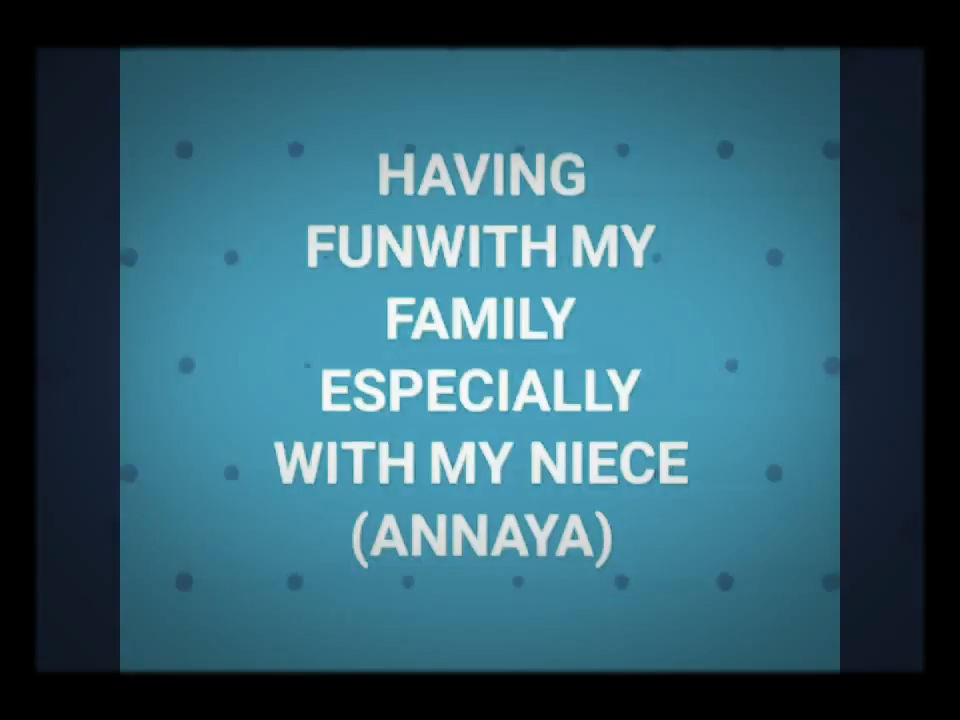 HAVING
FUNWITH MY
FAMILY
ESPECIALLY
WITH MY NIECE
(ANNAYA)